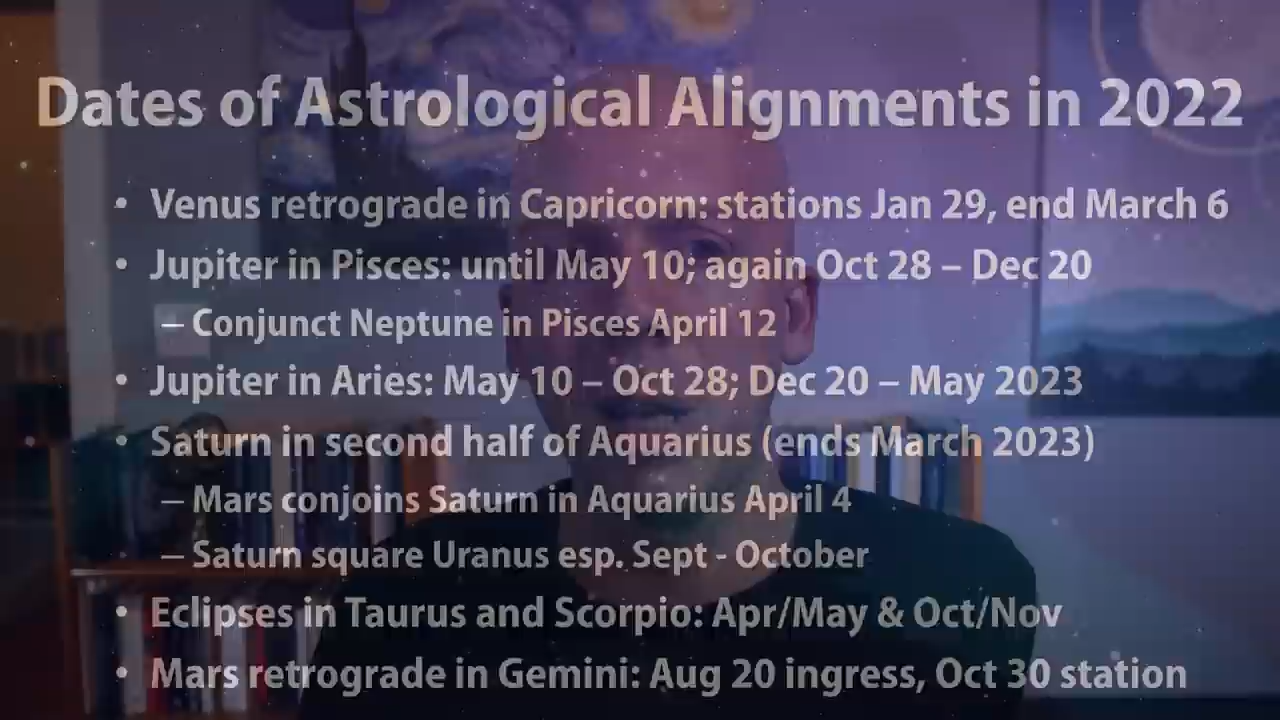 Dates of Astrological Alignments in 2022
• Venus retrograde in Capricorn: stations Jan 29, end March 6
• Jupiter in Pisces: until May 10; again Oct 28 – Dec 20
– Conjunct Neptune in Pisces April 12
• Jupiter in Aries: May 10 – Oct 28; Dec 20 – May 2023
• Saturn in second half of Aquarius (ends March 2023)
– Mars conjoins Saturn in Aquarius April 4
– Saturn square Uranus esp. Sept - October
• Eclipses in Taurus and Scorpio: Apr/May & Oct/Nov
• Mars retrograde in Gemini: Aug 20 ingress, Oct 30 station